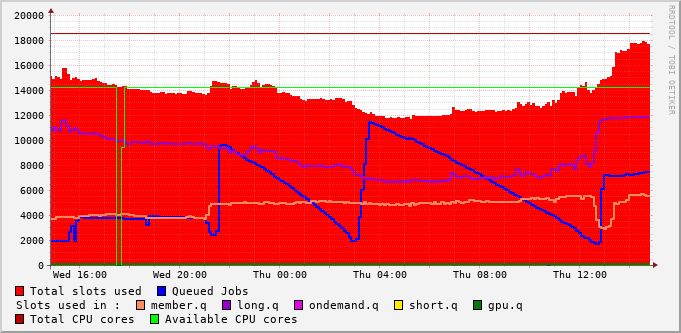 20000
18000
16000
14000
12000
10000
8000
6000
4000
2000
0
Wed 16:00 Wed 20:00 Thu 00:00 Thu 04:00 Thu 08:00 Thu 12:00
Total slots used Queued Jobs
Slots used in : member.q long.q ondemand.q short.q gpu.q
Total CPU cores Available CPU cores
RRDTOOL / TOBI OETIKER